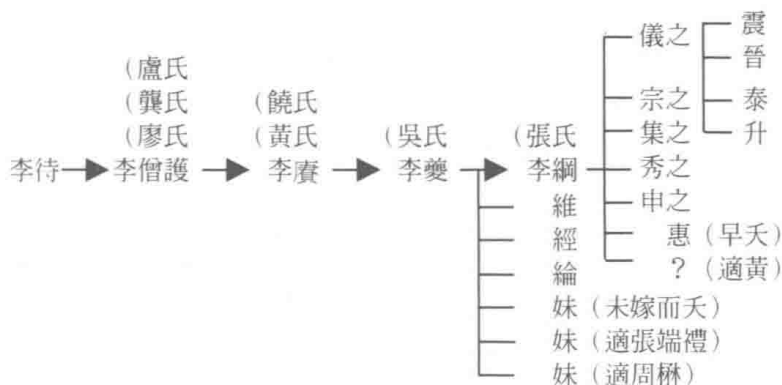 震
儀之
晉
(盧氏
(龔氏 (饒氏 宗之 泰
(廖氏 (黃氏 (吳氏 (張氏 集之 升
李待 李僧護 李賡 李夔 李綱 秀之
維 申之
經 惠(早夭)
綸 ?(適黃)
妹(未嫁而夭)
妹(適張端禮)
妹(適周楙)